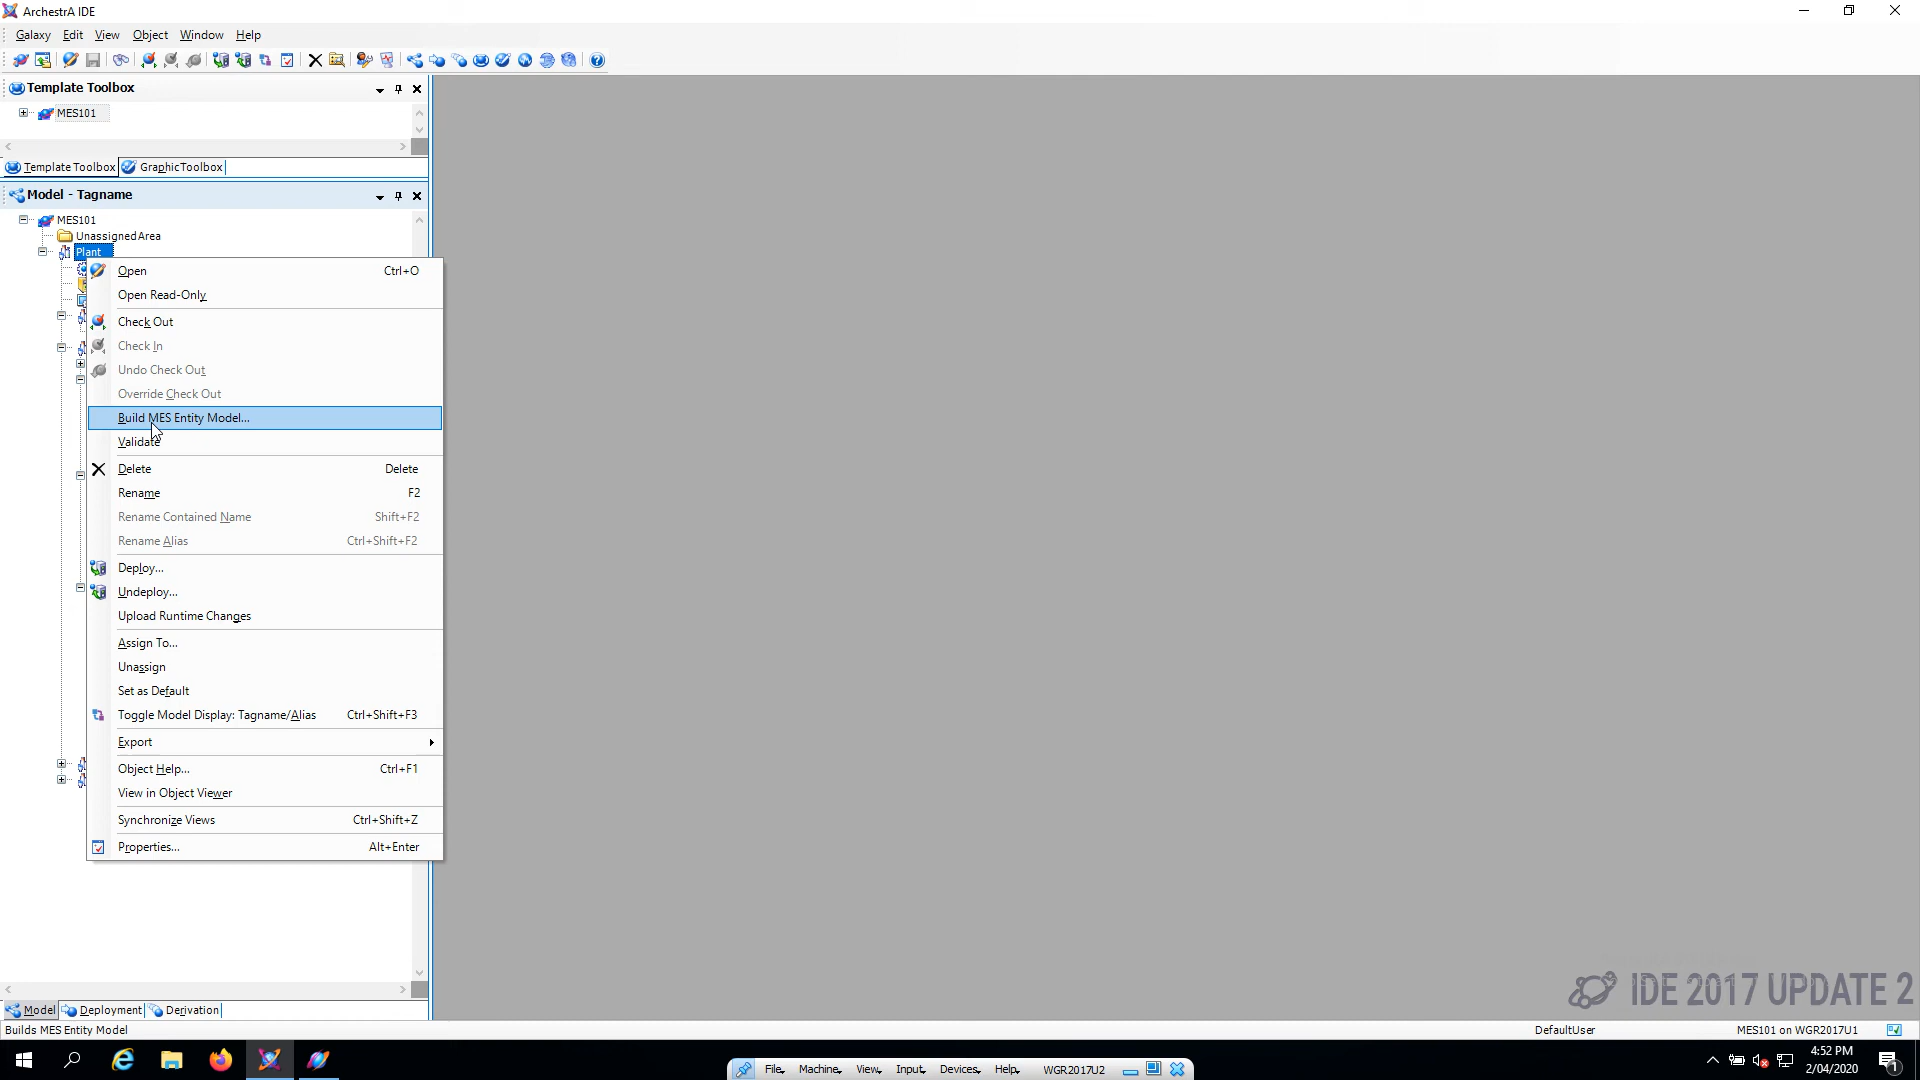 ArchestrA IDE
Galaxy Edit View Object Window Help
Template Toolbox
MES101
Template Toolbox GraphicToolbox
Model - Tagname
MES101
UnassignedArea
Plant
Open Ctrl+O
Open Read-Only
Check Out
Check In
Undo Check Out
Override Check Out
Build MES Entity Model...
Validate
Delete Delete
Rename F2
Rename Contained Name Shift+F2
Rename Alias Ctrl+Shift+F2
Deploy...
Undeploy...
Upload Runtime Changes
Assign To...
Unassign
Set as Default
Toggle Model Display: Tagname/Alias Ctrl+Shift+F3
Export
Object Help... Ctrl+F1
View in Object Viewer
Synchronize Views Ctrl+Shift+Z
Properties... Alt+Enter
IDE 2017 UPDATE 2
Model Deployment Derivation
Builds MES Entity Model DefaultUser MES101 on WGR2017U1
File Machine View Input Devices Help WGR2017U2
4:52 PM
2/04/2020
1